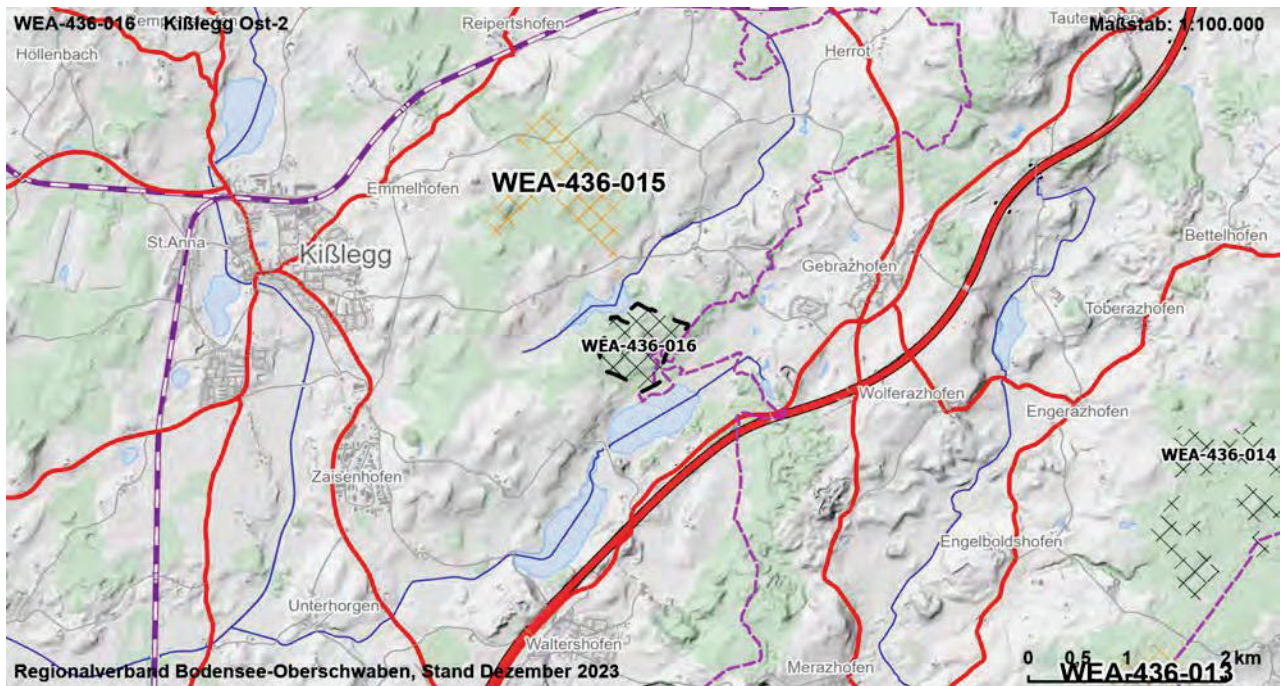 WEA-436-016 Kißlegg Ost-2
Maßstab: 1:100.000
Reipertshofen
Höllenbach
Herrot
Emmelhofen
WEA-436-015
St.Anna
Kißlegg
Bettelhofen
Gebrazhofen
Toberazhofen
WEA-436-016
Wolferazhofen
Engerazhofen
WEA-436-014
Zaisenhofen
Engelboldshofen
Unterhorgen
Waltershofen
Merazhofen
Regionalverband Bodensee-Oberschwaben, Stand Dezember 2023
0 0,5 1 2 km
WEA-436-013